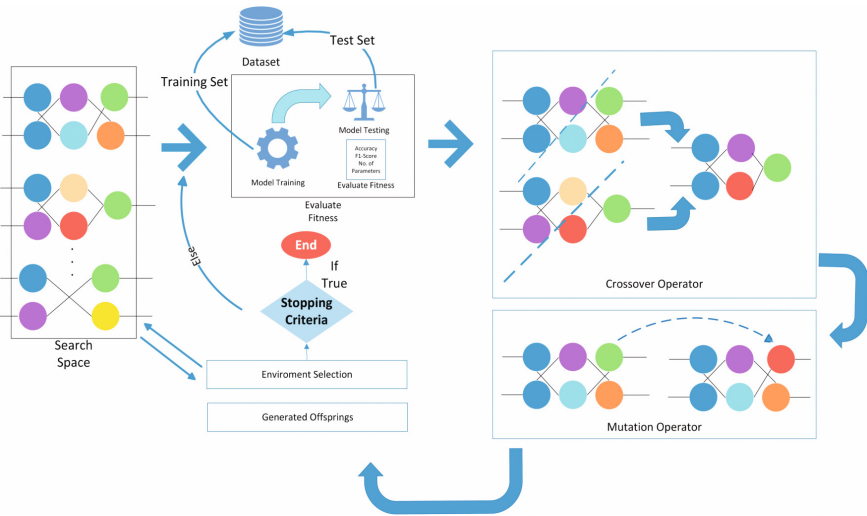 Test Set
Dataset
Training Set
Model Testing
Accuracy
F1-Score
No. of
Parameters
Model Training
Evaluate Fitness
Evaluate
Fitness
End
If
True
Else
Stopping
Criteria
Search
Space
Enviroment Selection
Generated Offsprings
Crossover Operator
Mutation Operator